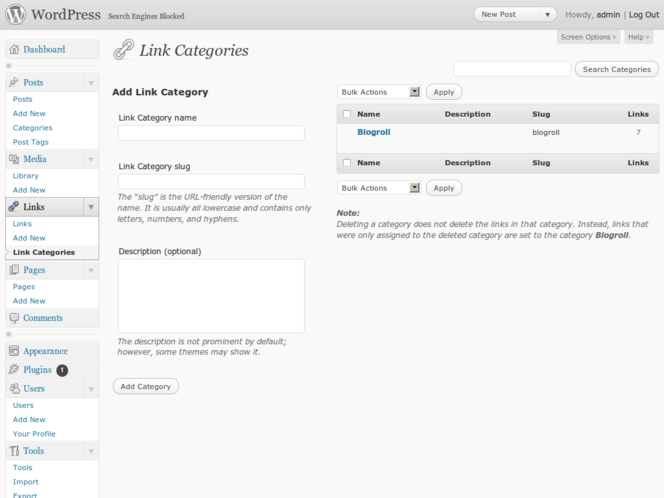 WordPress Search Engines Blocked
New Post
Howdy, admin | Log Out
Screen Options
Help
Dashboard
Posts
Posts
Add New
Categories
Post Tags
Media
Library
Add New
Links
Links
Add New
Link Categories
Pages
Pages
Add New
Comments
Appearance
Plugins 1
Users
Users
Add New
Your Profile
Tools
Tools
Import
Export
Link Categories
Search Categories
Add Link Category
Link Category name
Link Category slug
The “slug” is the URL-friendly version of the
name. It is usually all lowercase and contains only
letters, numbers, and hyphens.
Description (optional)
The description is not prominent by default;
however, some themes may show it.
Add Category
Bulk Actions
Apply
Name Description Slug Links
Blogroll blogroll 7
Name Description Slug Links
Bulk Actions
Apply
Note:
Deleting a category does not delete the links in that category. Instead, links that
were only assigned to the deleted category are set to the category Blogroll.